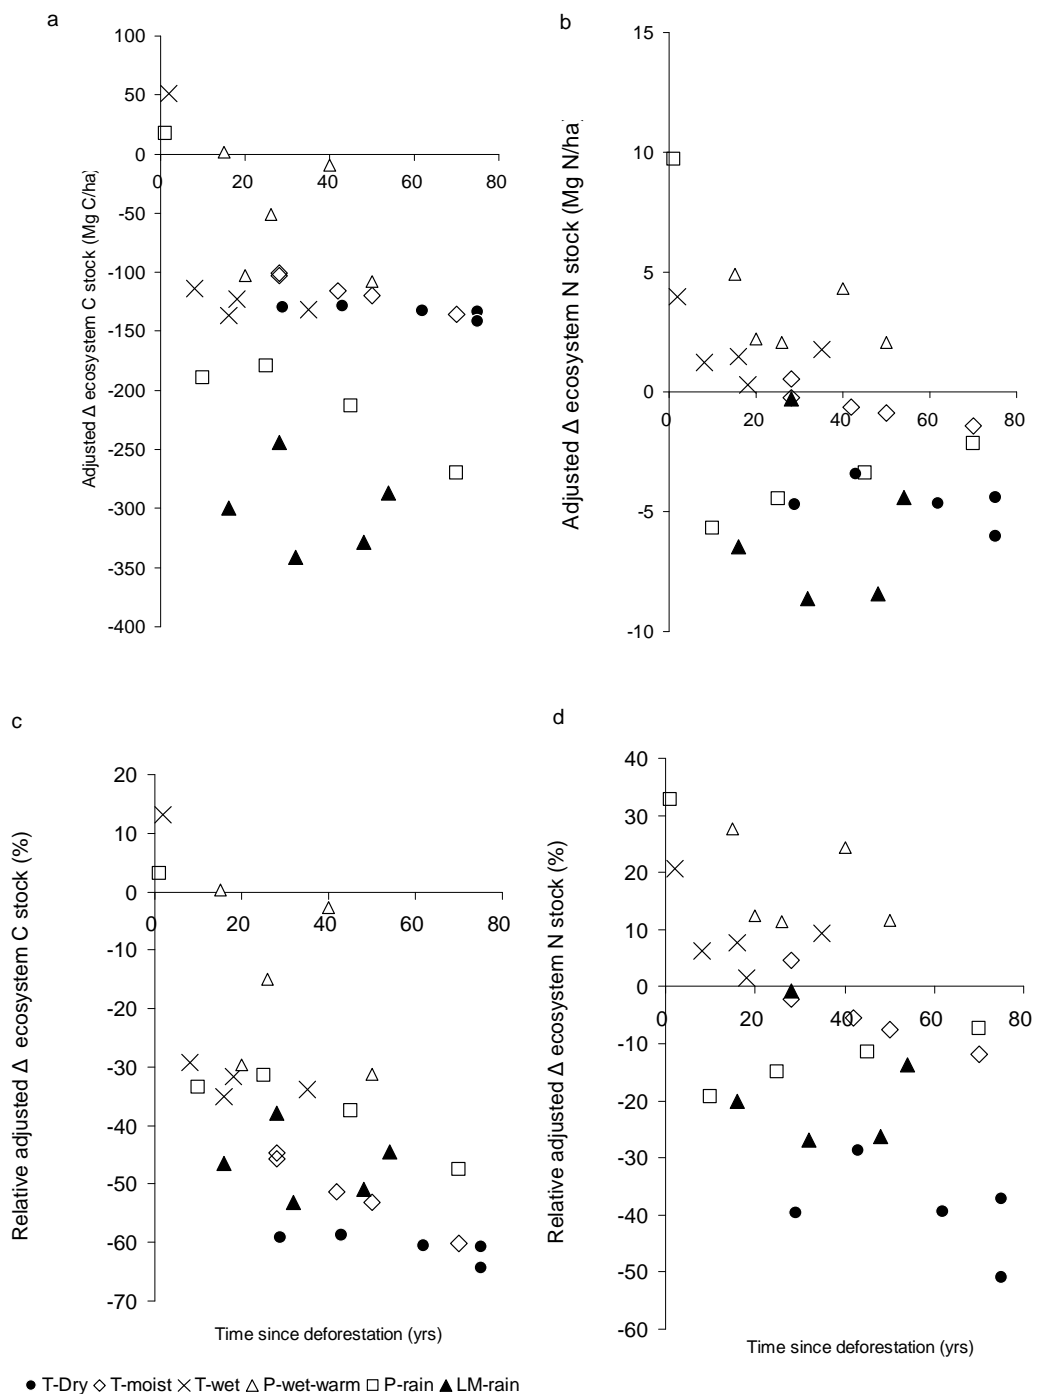 a
100
50
0
-50
-100
-150
-200
-250
-300
-350
-400
0 20 40 60 80
Adjusted Δ ecosystem C stock (Mg C/ha)
b
15
10
5
0
-5
-10
0 20 40 60 80
Adjusted Δ ecosystem N stock (Mg N/ha)
c
20
10
0
-10
-20
-30
-40
-50
-60
-70
0 20 40 60 80
Relative adjusted Δ ecosystem C stock (%)
Time since deforestation (yrs)
d
40
30
20
10
0
-10
-20
-30
-40
-50
-60
0 20 40 60 80
Relative adjusted Δ ecosystem N stock (%)
Time since deforestation (yrs)
T-Dry T-moist T-wet P-wet-warm P-rain LM-rain